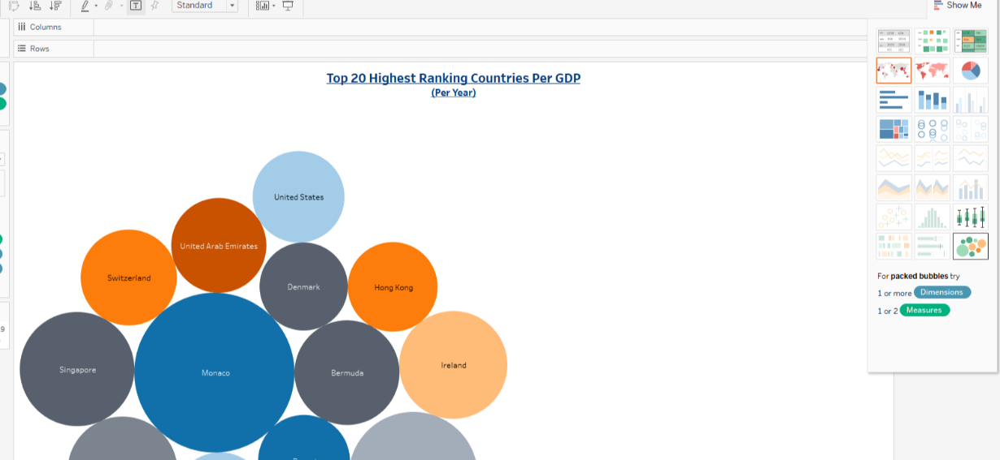 Standard
Show Me
Columns
Rows
Top 20 Highest Ranking Countries Per GDP
(Per Year)
United States
United Arab Emirates
Switzerland
Denmark
Hong Kong
Singapore
Monaco
Bermuda
Ireland
For packed bubbles try
1 or more Dimensions
1 or 2 Measures
9